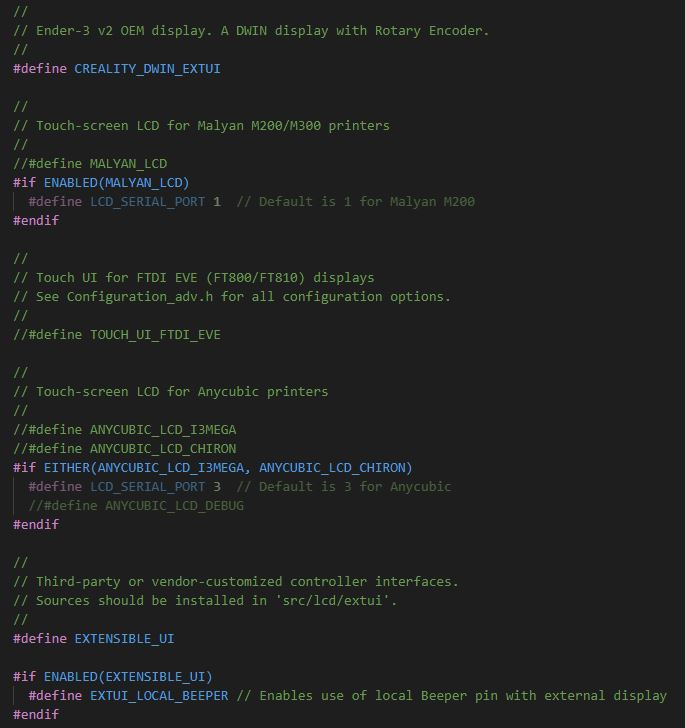 //
// Ender-3 v2 OEM display. A DWIN display with Rotary Encoder.
//
#define CREALITY_DWIN_EXTUI
//
// Touch-screen LCD for Malyan M200/M300 printers
//
//#define MALYAN_LCD
#if ENABLED(MALYAN_LCD)
#define LCD_SERIAL_PORT 1 // Default is 1 for Malyan M200
#endif
//
// Touch UI for FTDI EVE (FT800/FT810) displays
// See Configuration_adv.h for all configuration options.
//
//#define TOUCH_UI_FTDI_EVE
//
// Touch-screen LCD for Anycubic printers
//
//#define ANYCUBIC_LCD_I3MEGA
//#define ANYCUBIC_LCD_CHIRON
#if EITHER(ANYCUBIC_LCD_I3MEGA, ANYCUBIC_LCD_CHIRON)
#define LCD_SERIAL_PORT 3 // Default is 3 for Anycubic
//#define ANYCUBIC_LCD_DEBUG
#endif
//
// Third-party or vendor-customized controller interfaces.
// Sources should be installed in 'src/lcd/extui'.
//
#define EXTENSIBLE_UI
#if ENABLED(EXTENSIBLE_UI)
#define EXTUI_LOCAL_BEEPER // Enables use of local Beeper pin with external display
#endif